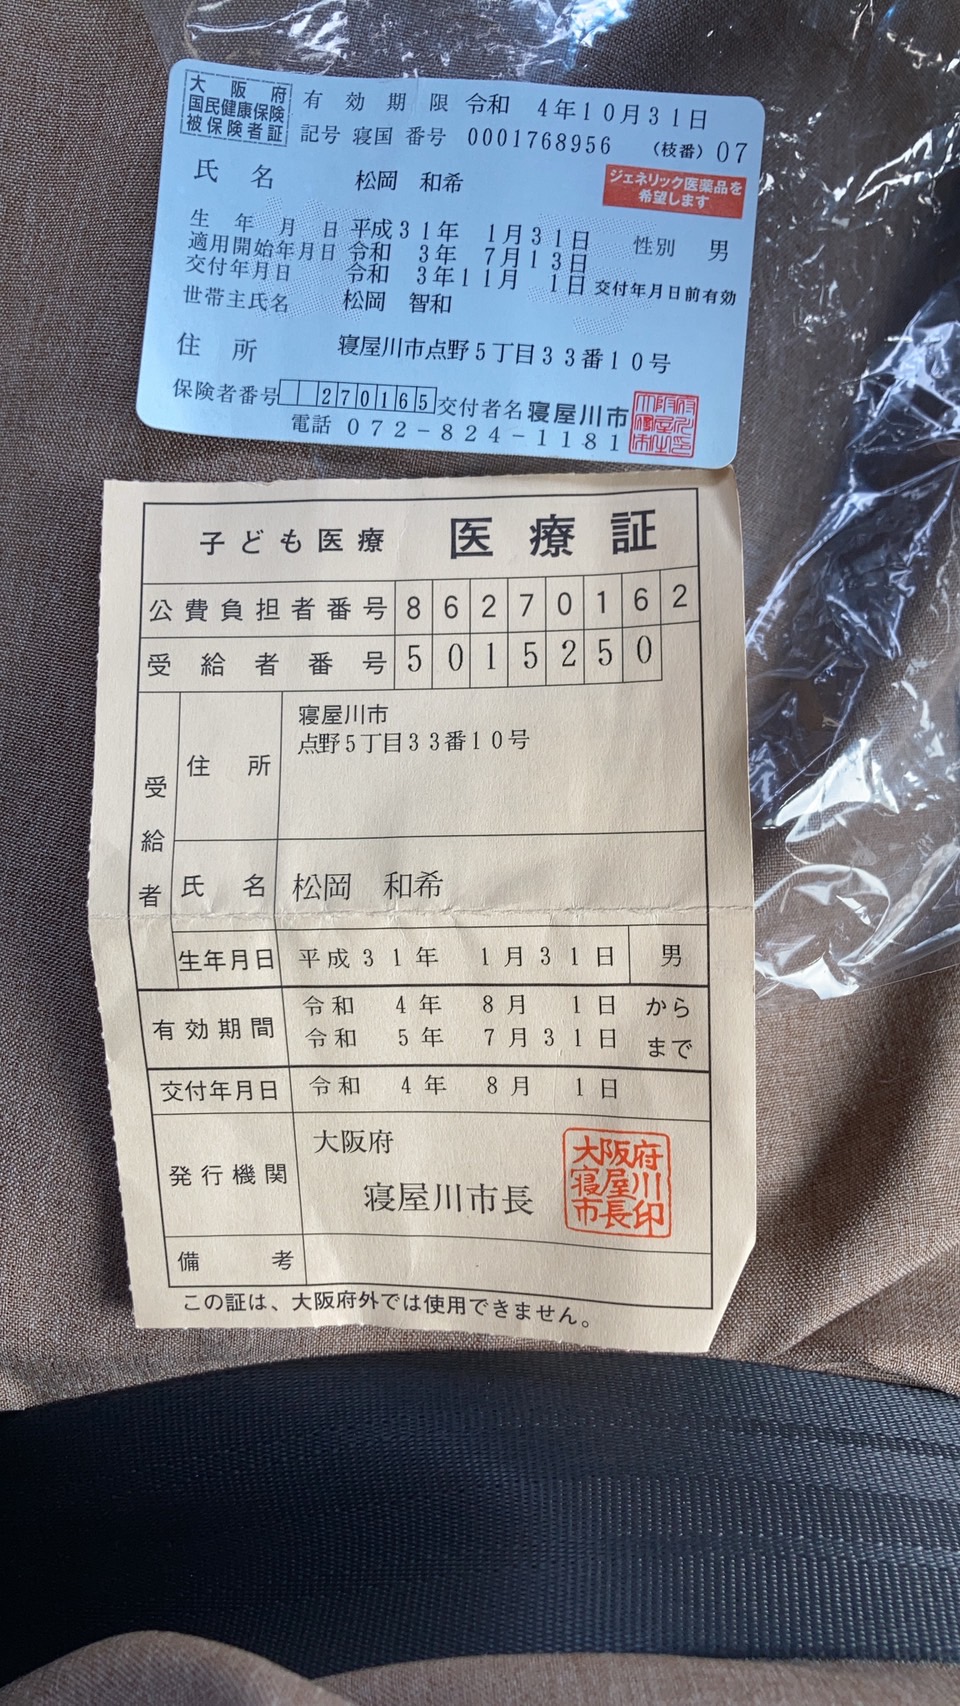 大阪府
国民健康保険
被保険者証
有効期限 令和 4年10月31日
記号 寝国 番号 0001768956 (枝番) 07
氏名 松岡 和希
ジェネリック医薬品を
希望します
生年月日 平成31年 1月31日 性別 男
適用開始年月日 令和 3年 7月13日
交付年月日 令和 3年11月 1日 交付年月日前有効
世帯主氏名 松岡 智和
住所 寝屋川市点野5丁目33番10号
保険者番号 270165 交付者名 寝屋川市
電話 072-824-1181
子ども医療 医療証
公費負担者番号 86270162
受給者番号 5015250
受給者
住所
寝屋川市
点野5丁目33番10号
氏名 松岡 和希
生年月日 平成31年 1月31日 男
有効期間
令和 4年 8月 1日 から
令和 5年 7月31日 まで
交付年月日 令和 4年 8月 1日
発行機関
大阪府
寝屋川市長
大阪府
寝屋川
市長印
備考
この証は、大阪府外では使用できません。